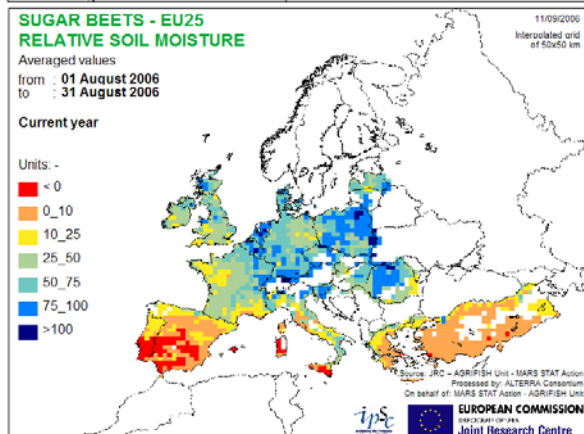 SUGAR BEETS - EU25
11/09/2006
RELATIVE SOIL MOISTURE
Interpolated grid
of 50x50 km
Averaged values
from : 01 August 2006
to : 31 August 2006
Current year
Units: -
< 0
0_10
10_25
25_50
50_75
75_100
>100
Source: JRC - AGRIFISH Unit - MARS STAT Action
Processed by: ALTERRA Consortium
On behalf of: MARS STAT Action - AGRIFISH Unit
ipsc
EUROPEAN COMMISSION
DIRECTORATE GENERAL
Joint Research Centre